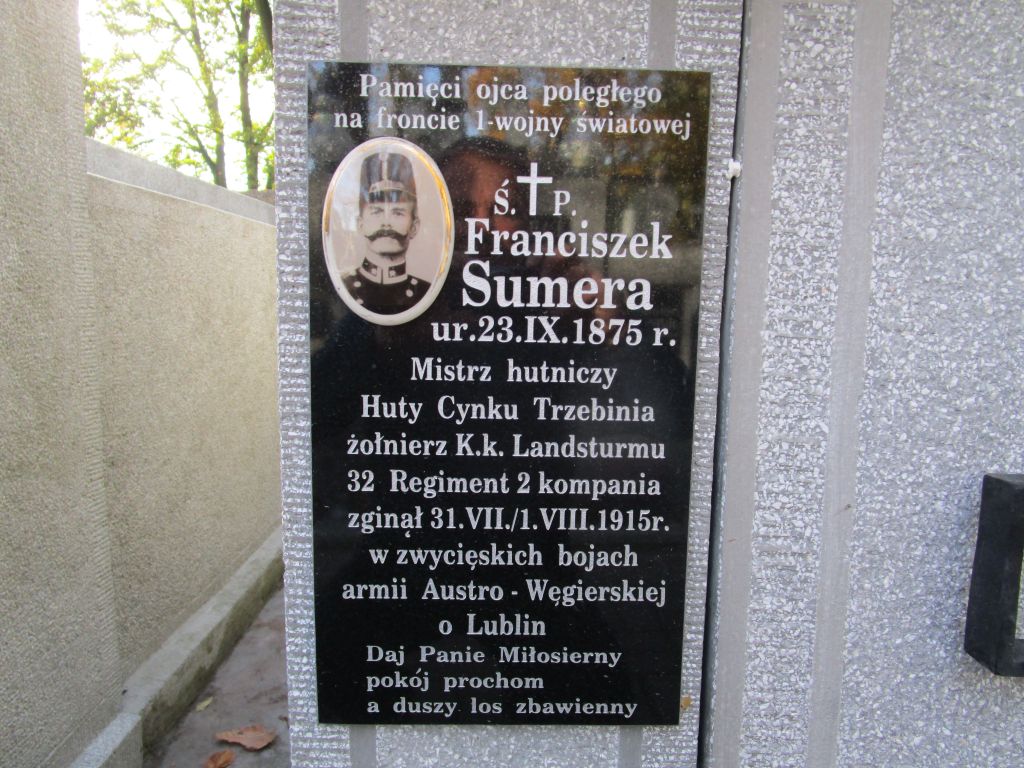 Pamięci ojca poległego
na froncie 1-wojny światowej
Ś. P.
Franciszek
Sumera
ur.23.IX.1875 r.
Mistrz hutniczy
Huty Cynku Trzebinia
żołnierz K.k. Landsturmu
32 Regiment 2 kompania
zginął 31.VII./1.VIII.1915r.
w zwycięskich bojach
armii Austro - Węgierskiej
o Lublin
Daj Panie Miłosierny
pokój prochom
a duszy los zbawienny